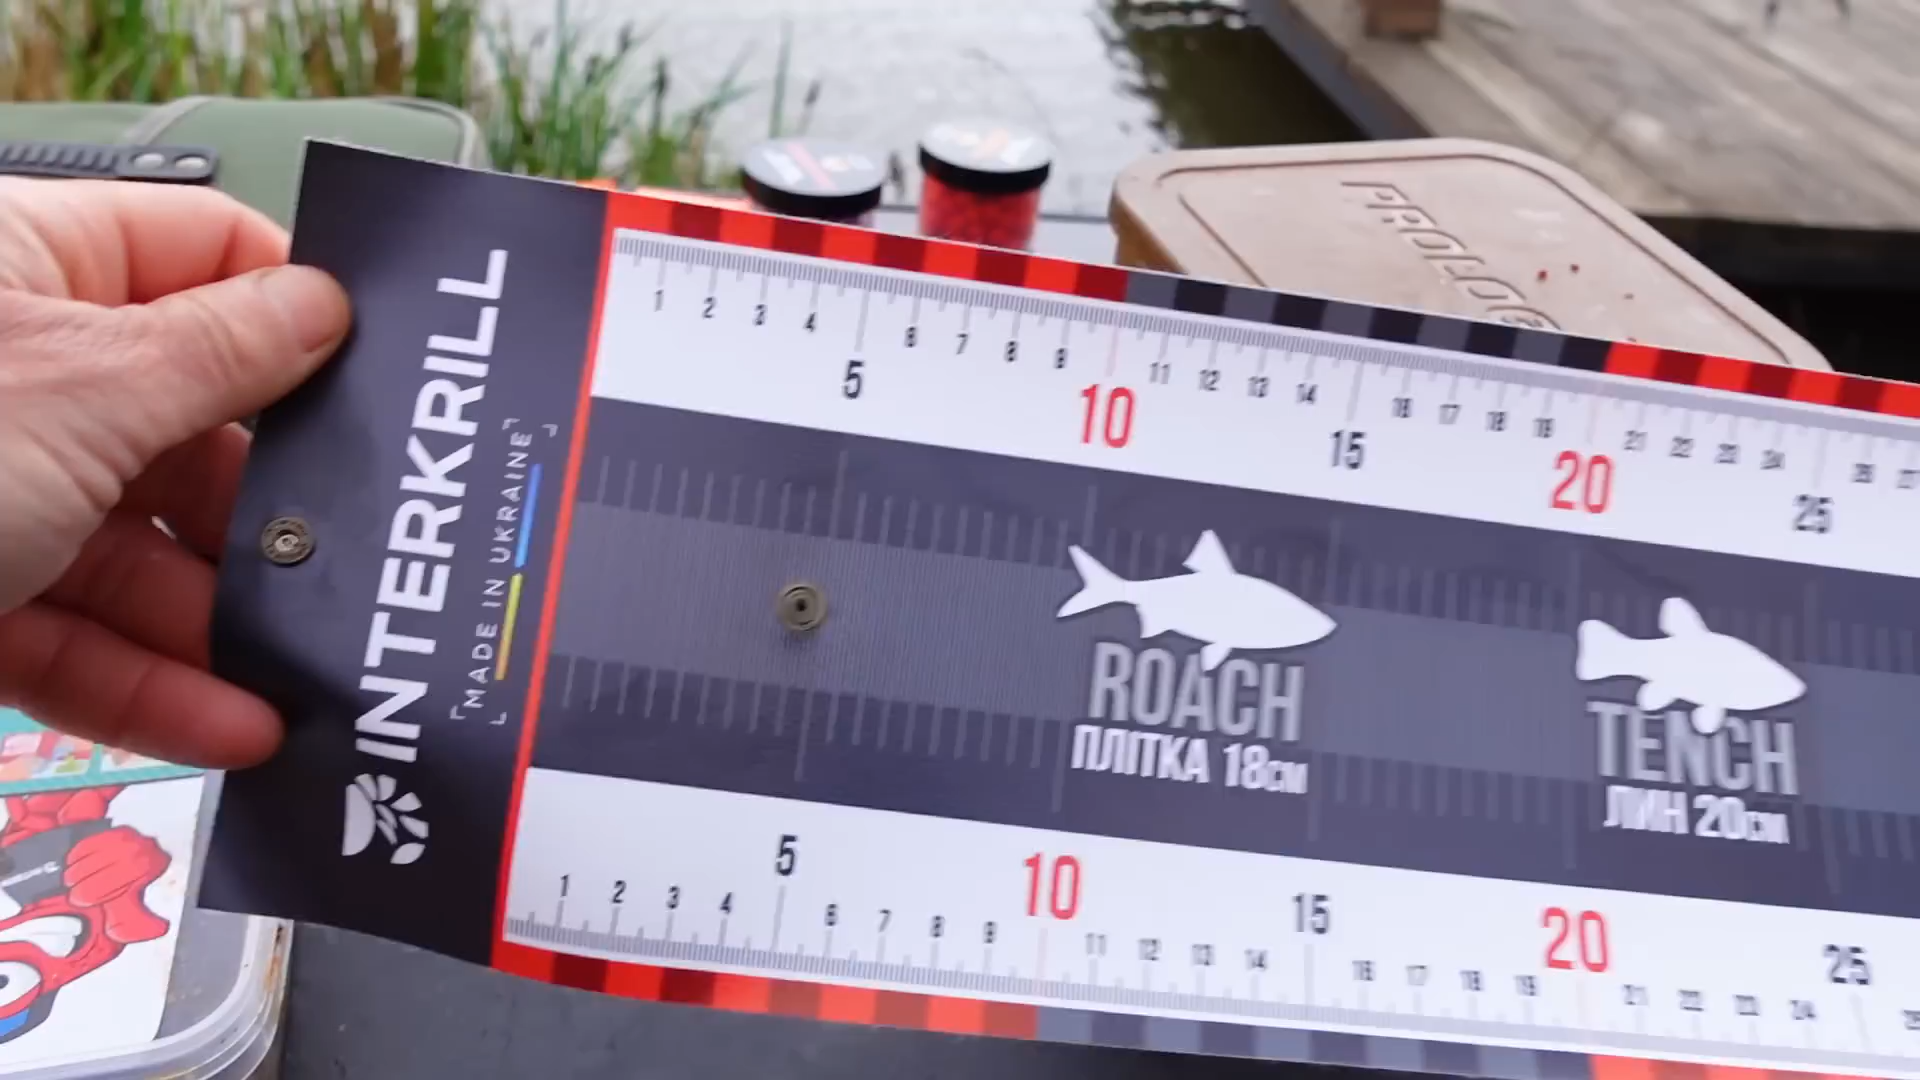 PROLOG
INTERKRILL
MADE IN UKRAINE
1 2 3 4 5 6 7 8 9 10 11 12 13 14 15 16 17 18 19 20 21 22 23 24 25 26 27
ROACH
ПЛІТКА 18см
TENCH
ЛИН 20см
1 2 3 4 5 6 7 8 9 10 11 12 13 14 15 16 17 18 19 20 21 22 23 24 25